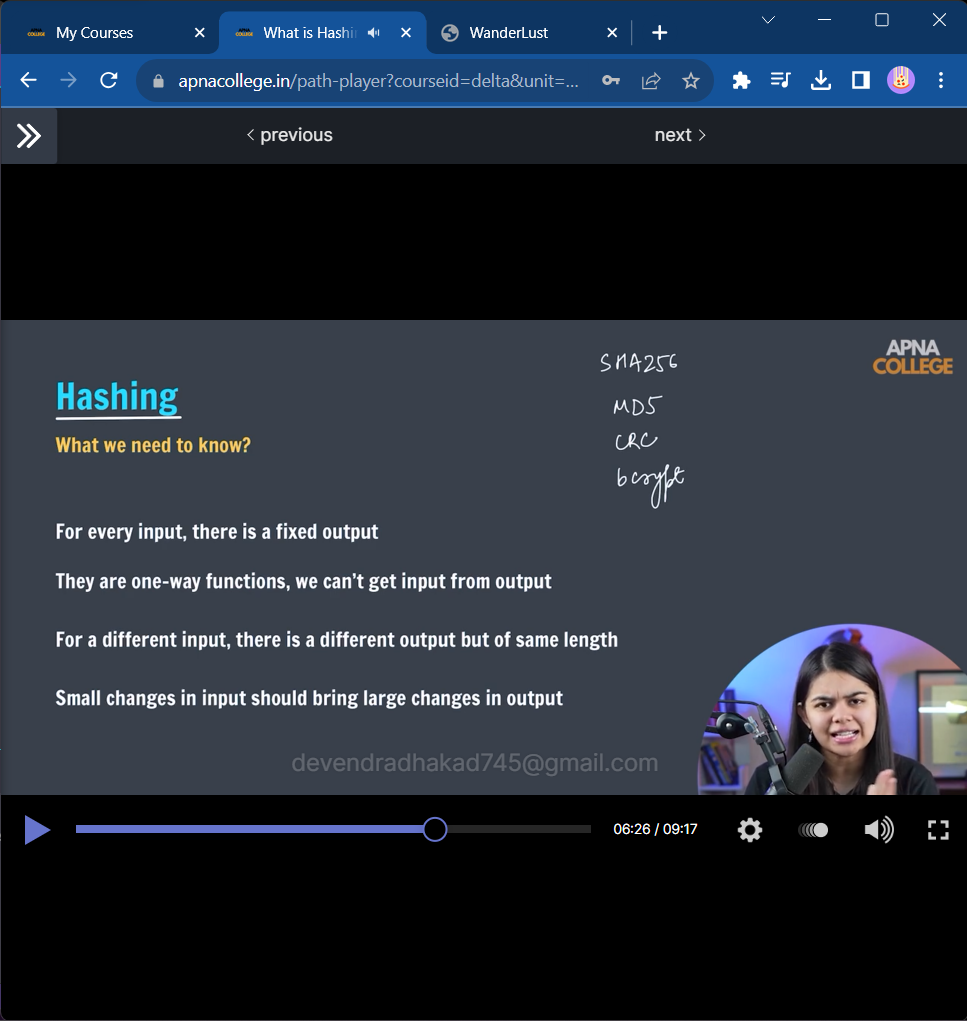 My Courses
What is Hashi
WanderLust
apnacollege.in/path-player?courseid=delta&unit=...
previous
next
APNA
COLLEGE
SHA256
MD5
CRC
bcrypt
Hashing
What we need to know?
For every input, there is a fixed output
They are one-way functions, we can't get input from output
For a different input, there is a different output but of same length
Small changes in input should bring large changes in output
devendradhakad745@gmail.com
06:26 / 09:17